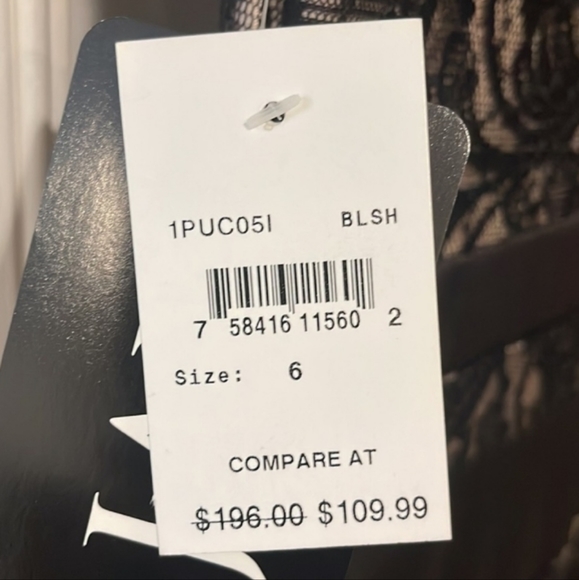 1PUC05I BLSH
7 58416 11560 2
Size: 6
COMPARE AT
$196.00 $109.99